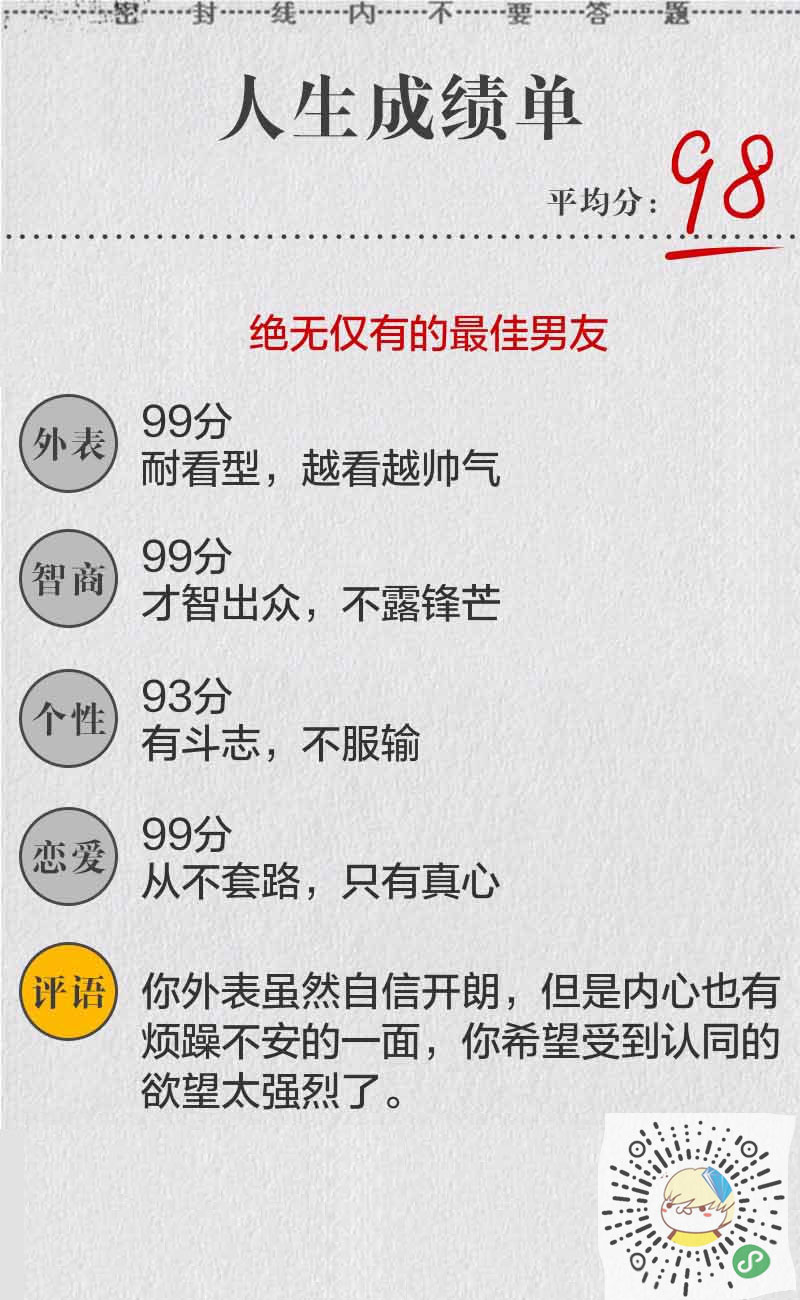 密封线内不要答题
人生成绩单
平均分：98
绝无仅有的最佳男友
外表
99分
耐看型，越看越帅气
智商
99分
才智出众，不露锋芒
个性
93分
有斗志，不服输
恋爱
99分
从不套路，只有真心
评语
你外表虽然自信开朗，但是内心也有
烦躁不安的一面，你希望受到认同的
欲望太强烈了。